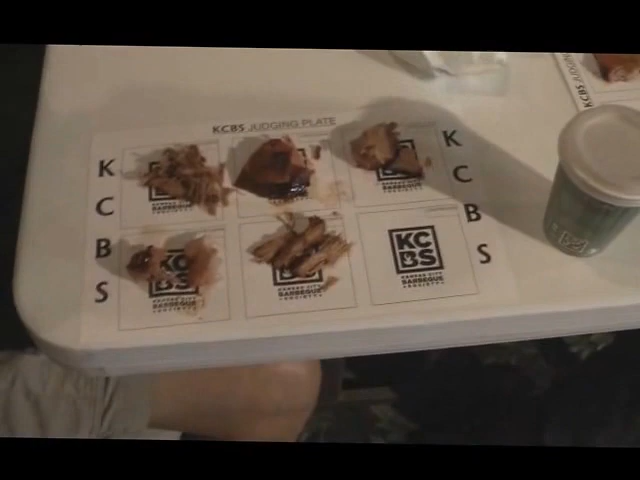 KCBS JUDGING PLATE
K
C
B
S
K
C
B
S
KC
BS
KANSAS CITY
BARBEQUE
SOCIETY